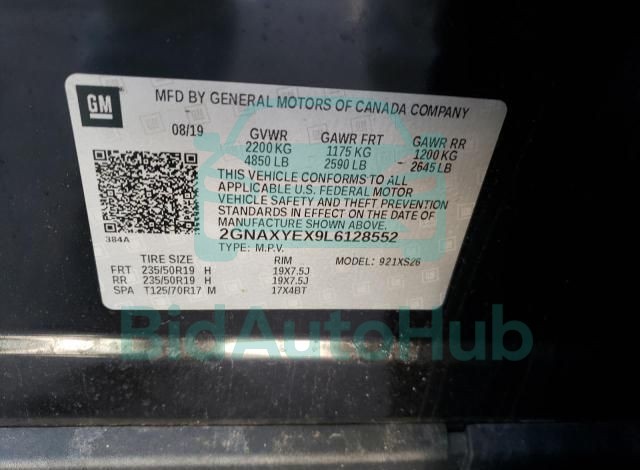 GM
MFD BY GENERAL MOTORS OF CANADA COMPANY
08/19 GVWR GAWR FRT GAWR RR
2200 KG 1175 KG 1200 KG
4850 LB 2590 LB 2645 LB
THIS VEHICLE CONFORMS TO ALL
APPLICABLE U.S. FEDERAL MOTOR
VEHICLE SAFETY AND THEFT PREVENTION
STANDARDS IN EFFECT ON THE DATE OF
MANUFACTURE SHOWN ABOVE.
384A
2GNAXYEX9L6128552
TYPE: M.P.V. MODEL: 921XS26
TIRE SIZE RIM
FRT 235/50R19 H 19X7.5J
RR 235/50R19 H 19X7.5J
SPA T125/70R17 M 17X4BT
BidAutoHub